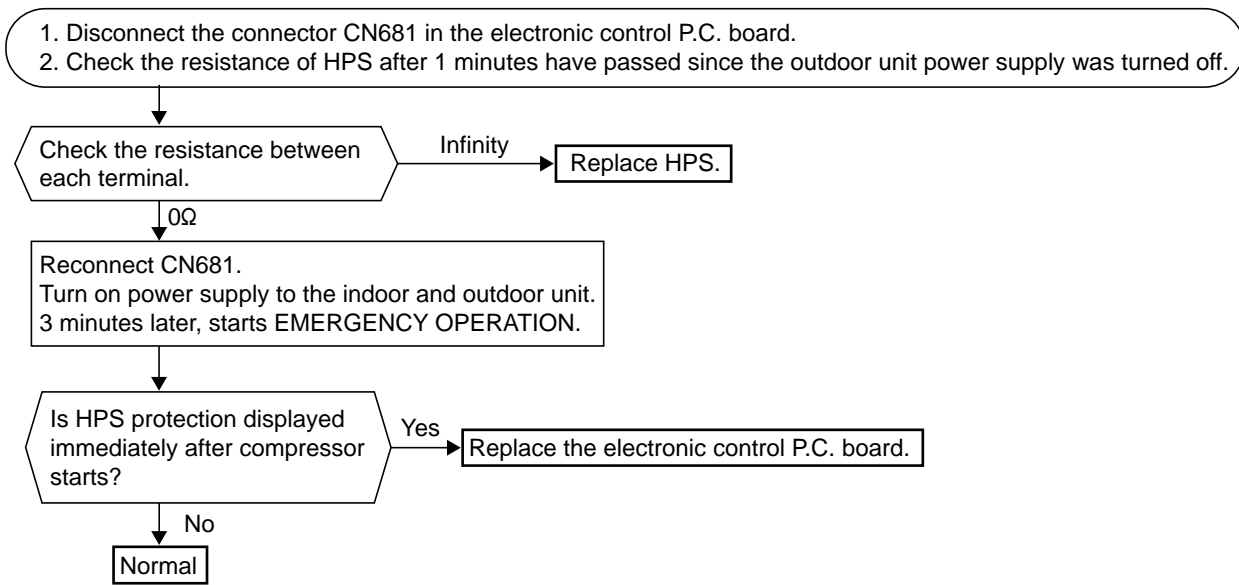 1. Disconnect the connector CN681 in the electronic control P.C. board.
2. Check the resistance of HPS after 1 minutes have passed since the outdoor unit power supply was turned off.
Check the resistance between
each terminal.
Infinity
Replace HPS.
0Ω
Reconnect CN681.
Turn on power supply to the indoor and outdoor unit.
3 minutes later, starts EMERGENCY OPERATION.
Is HPS protection displayed
immediately after compressor
starts?
Yes
Replace the electronic control P.C. board.
No
Normal